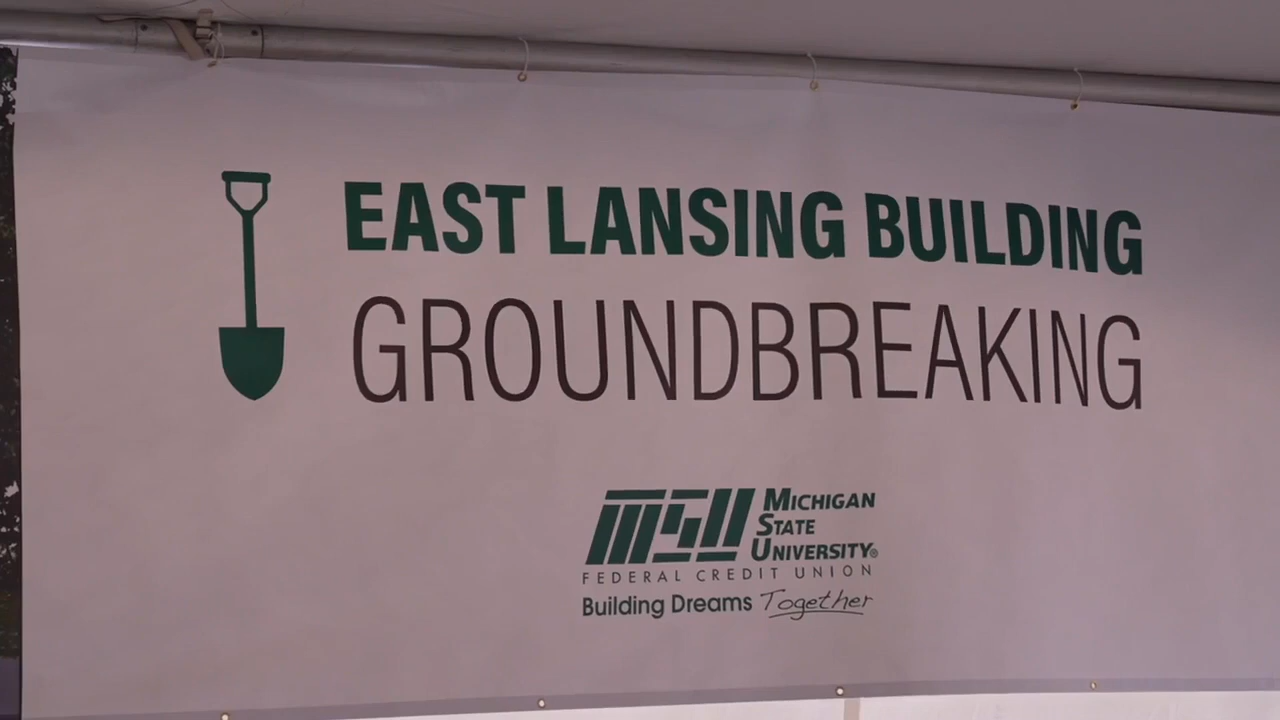 EAST LANSING BUILDING
GROUNDBREAKING
MSU MICHIGAN
STATE
UNIVERSITY®
FEDERAL CREDIT UNION
Building Dreams Together